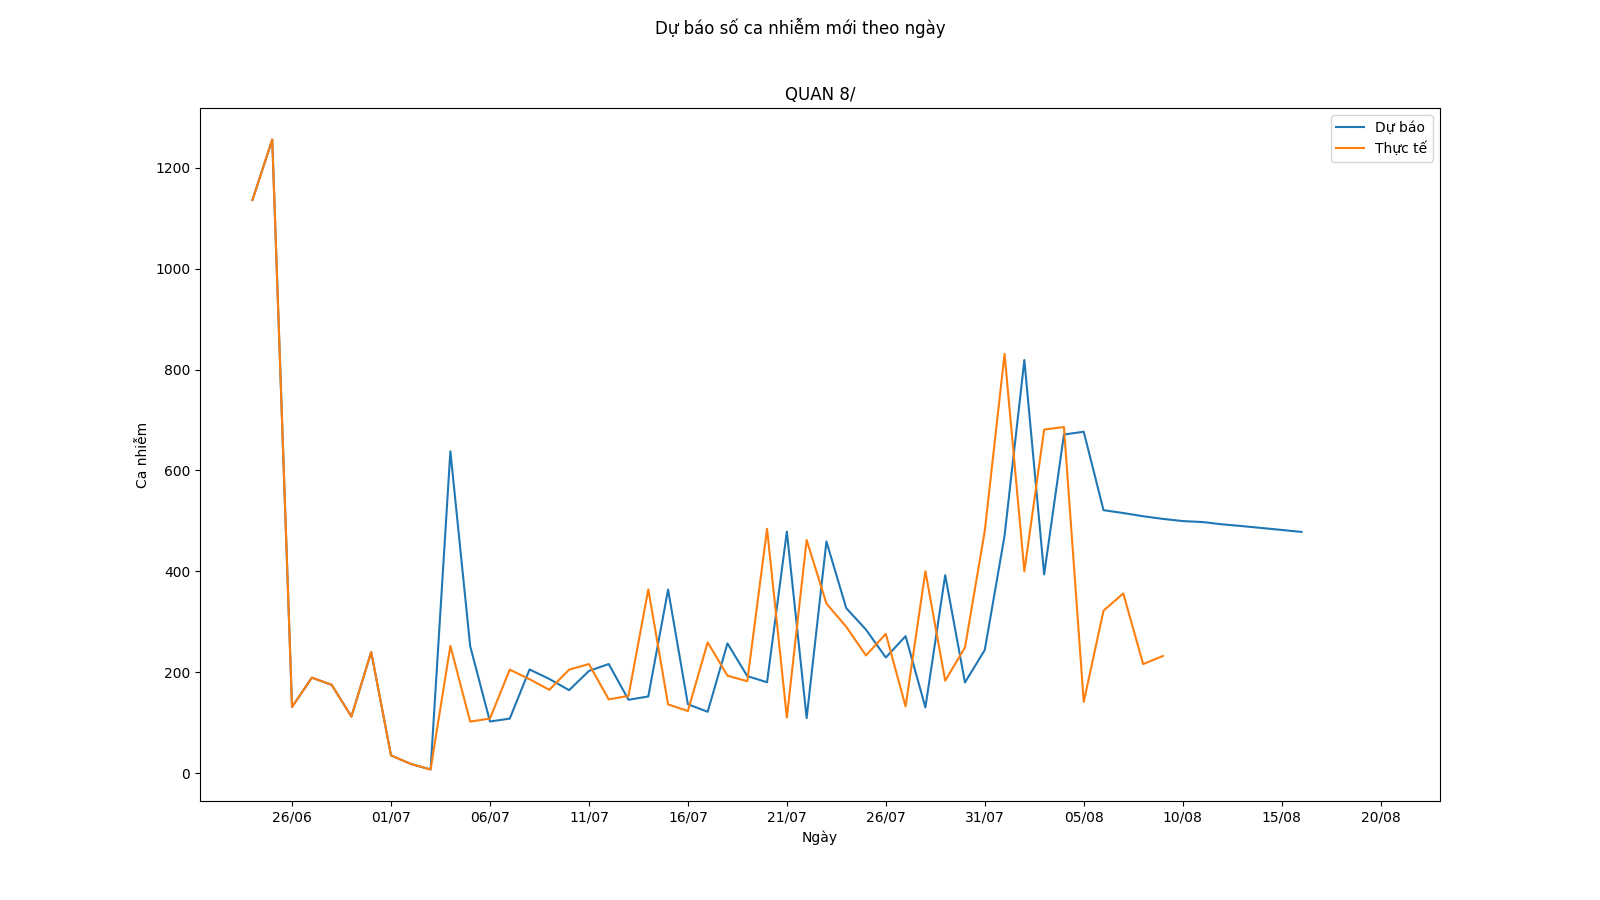 Dự báo số ca nhiễm mới theo ngày
QUAN 8/
Dự báo
Thực tế
1200
1000
800
600
400
200
0
Ca nhiễm
26/06 01/07 06/07 11/07 16/07 21/07 26/07 31/07 05/08 10/08 15/08 20/08
Ngày